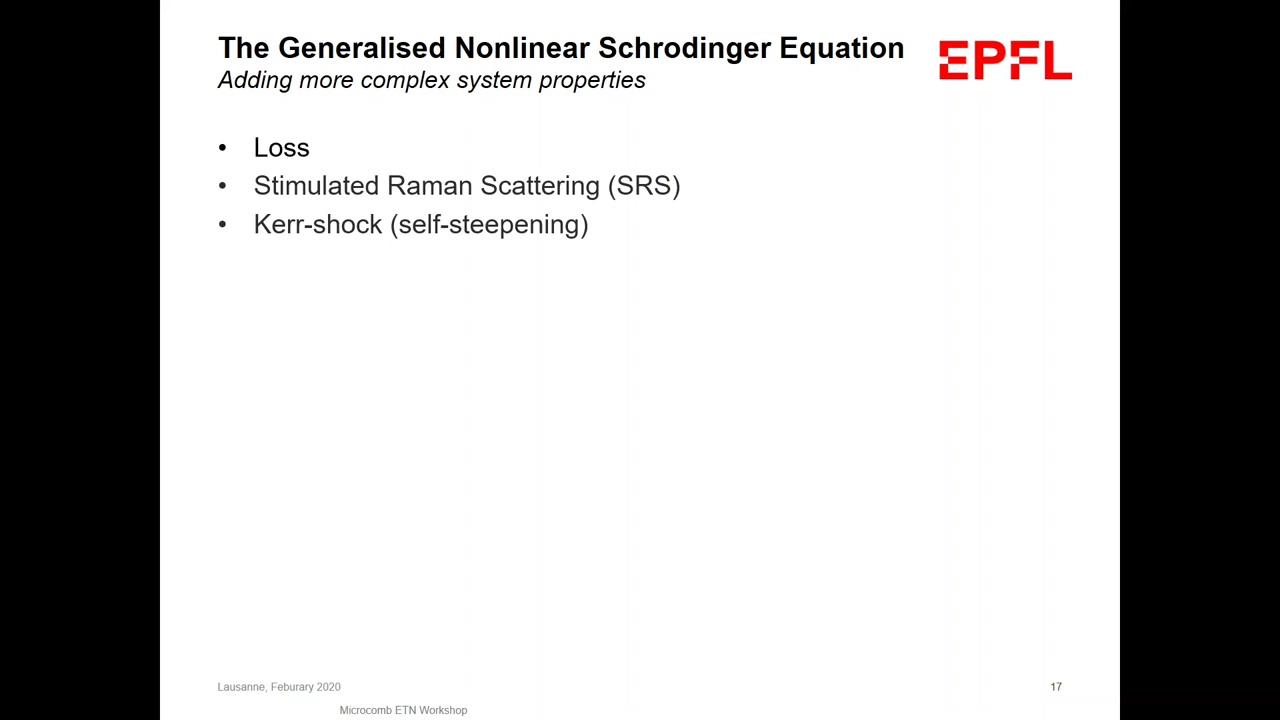 The Generalised Nonlinear Schrodinger Equation
EPFL
Adding more complex system properties
• Loss
• Stimulated Raman Scattering (SRS)
• Kerr-shock (self-steepening)
Lausanne, Feburary 2020
17
Microcomb ETN Workshop